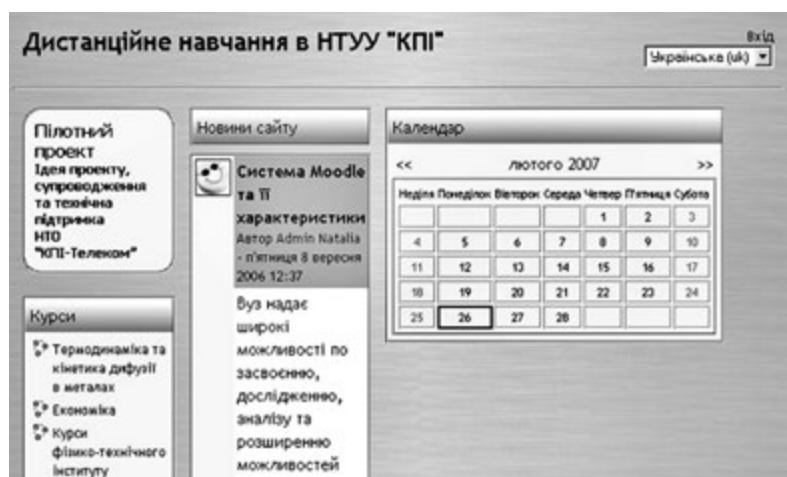 Дистанційне навчання в НТУУ "КПІ"
Вхід
Українська (uk)
Пілотний
проект
Ідея проекту,
супроводження
та технічна
підтримка
НТО
"КПІ-Телеком"
Курси
Термодинаміка та
кінетика дифузії
в металах
Економіка
Курси
фізико-технічного
інституту
Новини сайту
Система Moodle
та її
характеристики
Автор Admin Natalia
- п'ятниця 8 вересня
2006 12:37
Вуз надає
широкі
можливості по
засвоєнню,
дослідженню,
аналізу та
розширенню
можливостей
Календар
<< лютого 2007 >>
Неділя Понеділок Вівторок Середа Четвер П'ятниця Субота
1 2 3
4 5 6 7 8 9 10
11 12 13 14 15 16 17
18 19 20 21 22 23 24
25 26 27 28